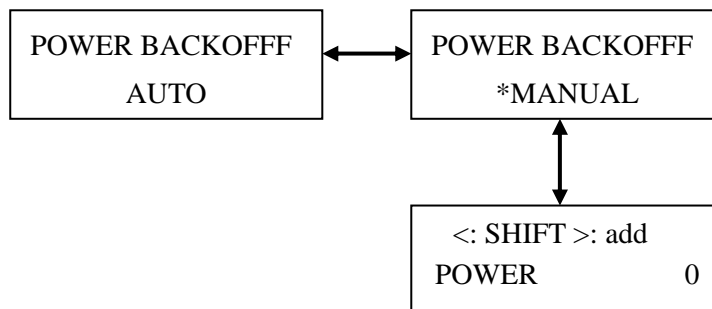 POWER BACKOFFF
AUTO
POWER BACKOFFF
*MANUAL
<: SHIFT >: add
POWER 0